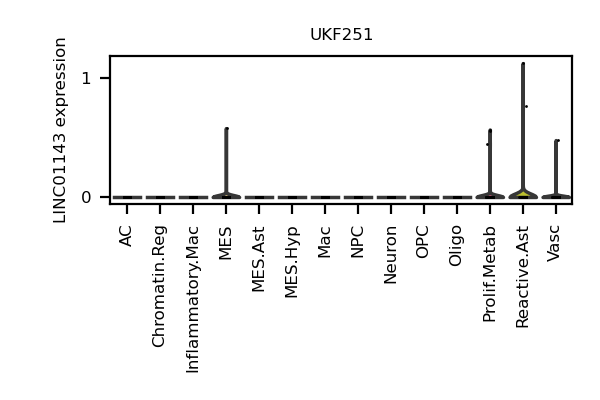 UKF251
LINC01143 expression
1
0
AC
Chromatin.Reg
Inflammatory.Mac
MES
MES.Ast
MES.Hyp
Mac
NPC
Neuron
OPC
Oligo
Prolif.Metab
Reactive.Ast
Vasc